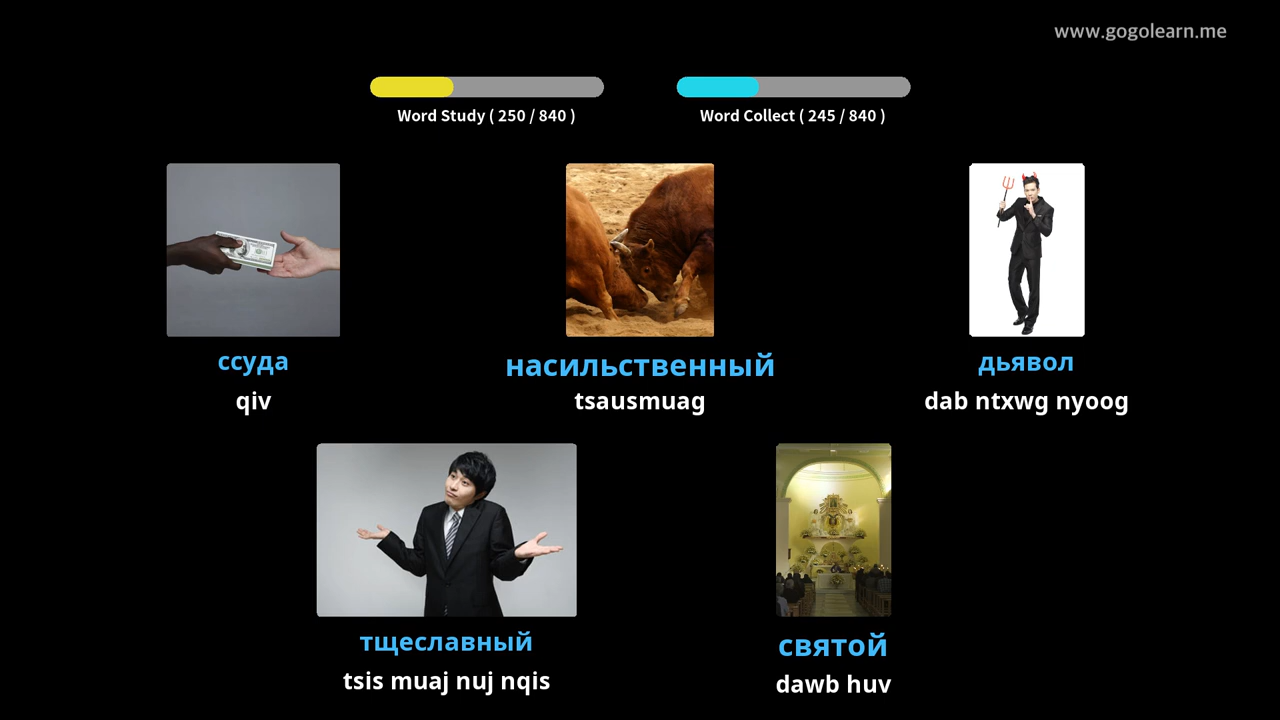 www.gogolearn.me
Word Study ( 250 / 840 )
Word Collect ( 245 / 840 )
ссуда
qiv
насильственный
tsausmuag
дьявол
dab ntxwg nyoog
тщеславный
tsis muaj nuj nqis
святой
dawb huv